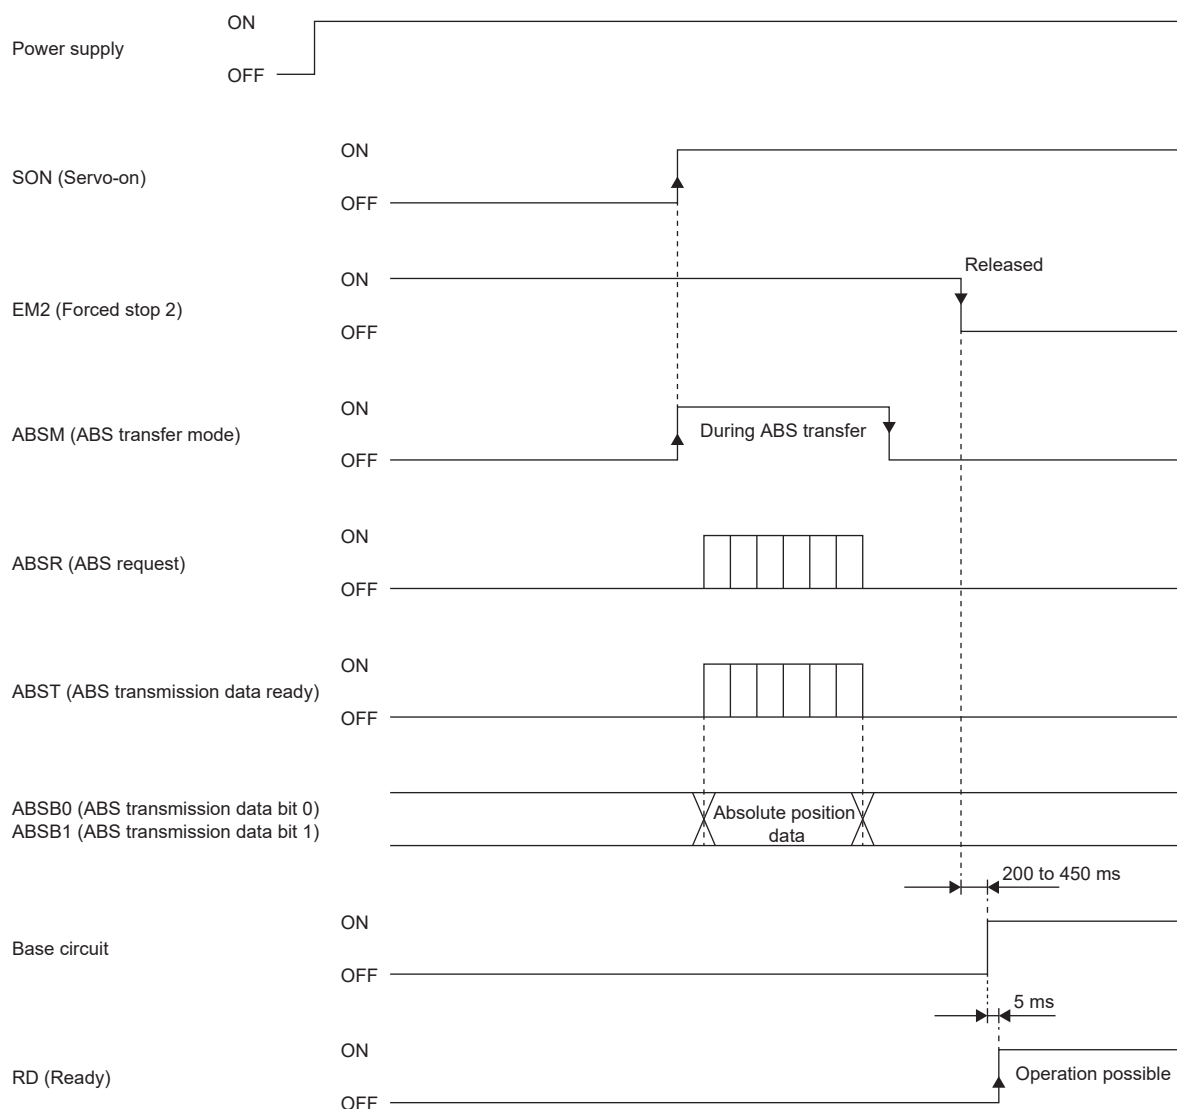 ON
Power supply
OFF
ON
SON (Servo-on)
OFF
Released
ON
EM2 (Forced stop 2)
OFF
ON
During ABS transfer
ABSM (ABS transfer mode)
OFF
ON
ABSR (ABS request)
OFF
ON
ABST (ABS transmission data ready)
OFF
ABSB0 (ABS transmission data bit 0)
ABSB1 (ABS transmission data bit 1)
Absolute position
data
200 to 450 ms
ON
Base circuit
OFF
5 ms
ON
RD (Ready)
Operation possible
OFF